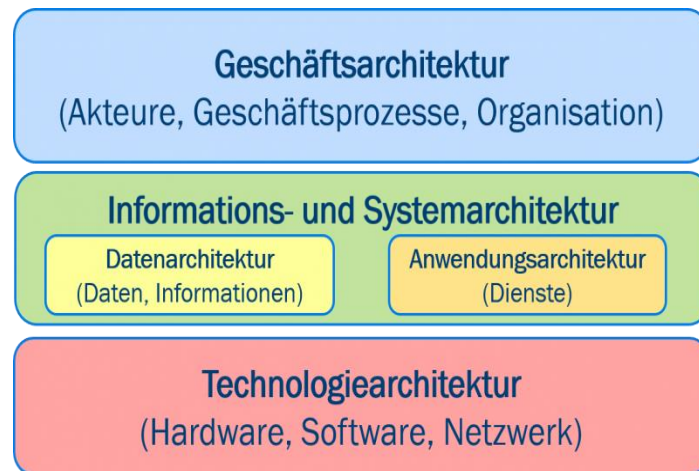 Geschäftsarchitektur
(Akteure, Geschäftsprozesse, Organisation)
Informations- und Systemarchitektur
Datenarchitektur
(Daten, Informationen)
Anwendungsarchitektur
(Dienste)
Technologiearchitektur
(Hardware, Software, Netzwerk)